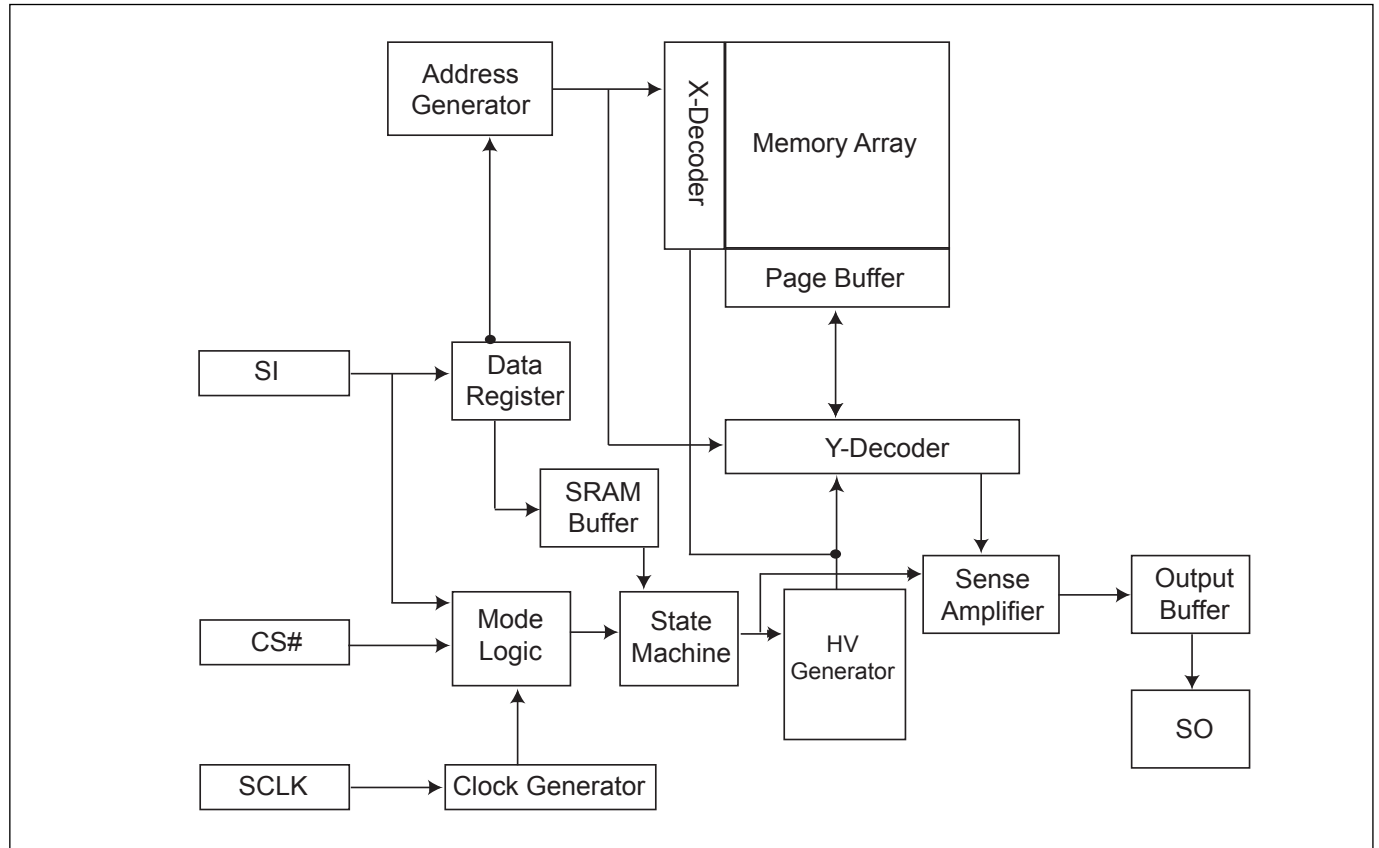 Address
Generator
X-Decoder
Memory Array
Page Buffer
SI
Data
Register
Y-Decoder
SRAM
Buffer
Sense
Amplifier
Output
Buffer
CS#
Mode
Logic
State
Machine
HV
Generator
SO
SCLK
Clock Generator